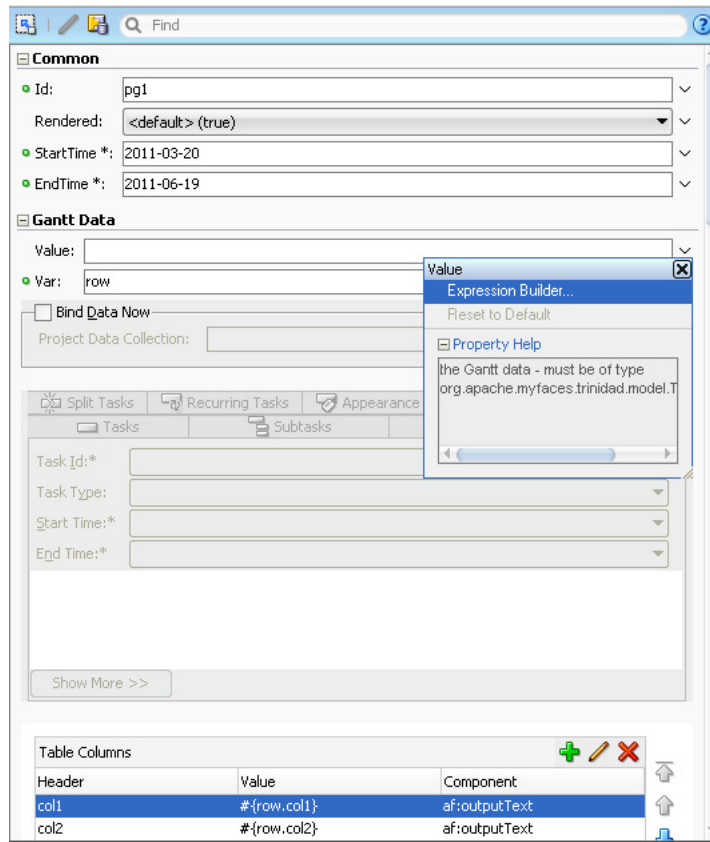 Find
Common
Id:
pg1
Rendered:
<default> (true)
StartTime *:
2011-03-20
EndTime *:
2011-06-19
Gantt Data
Value:
Var:
row
Value
Expression Builder...
Reset to Default
Property Help
the Gantt data - must be of type
org.apache.myfaces.trinidad.model.T
Bind Data Now
Project Data Collection:
Split Tasks
Recurring Tasks
Appearance
Tasks
Subtasks
Task Id:*
Task Type:
Start Time:*
End Time:*
Show More >>
Table Columns
Header Value Component
col1 #{row.col1} af:outputText
col2 #{row.col2} af:outputText